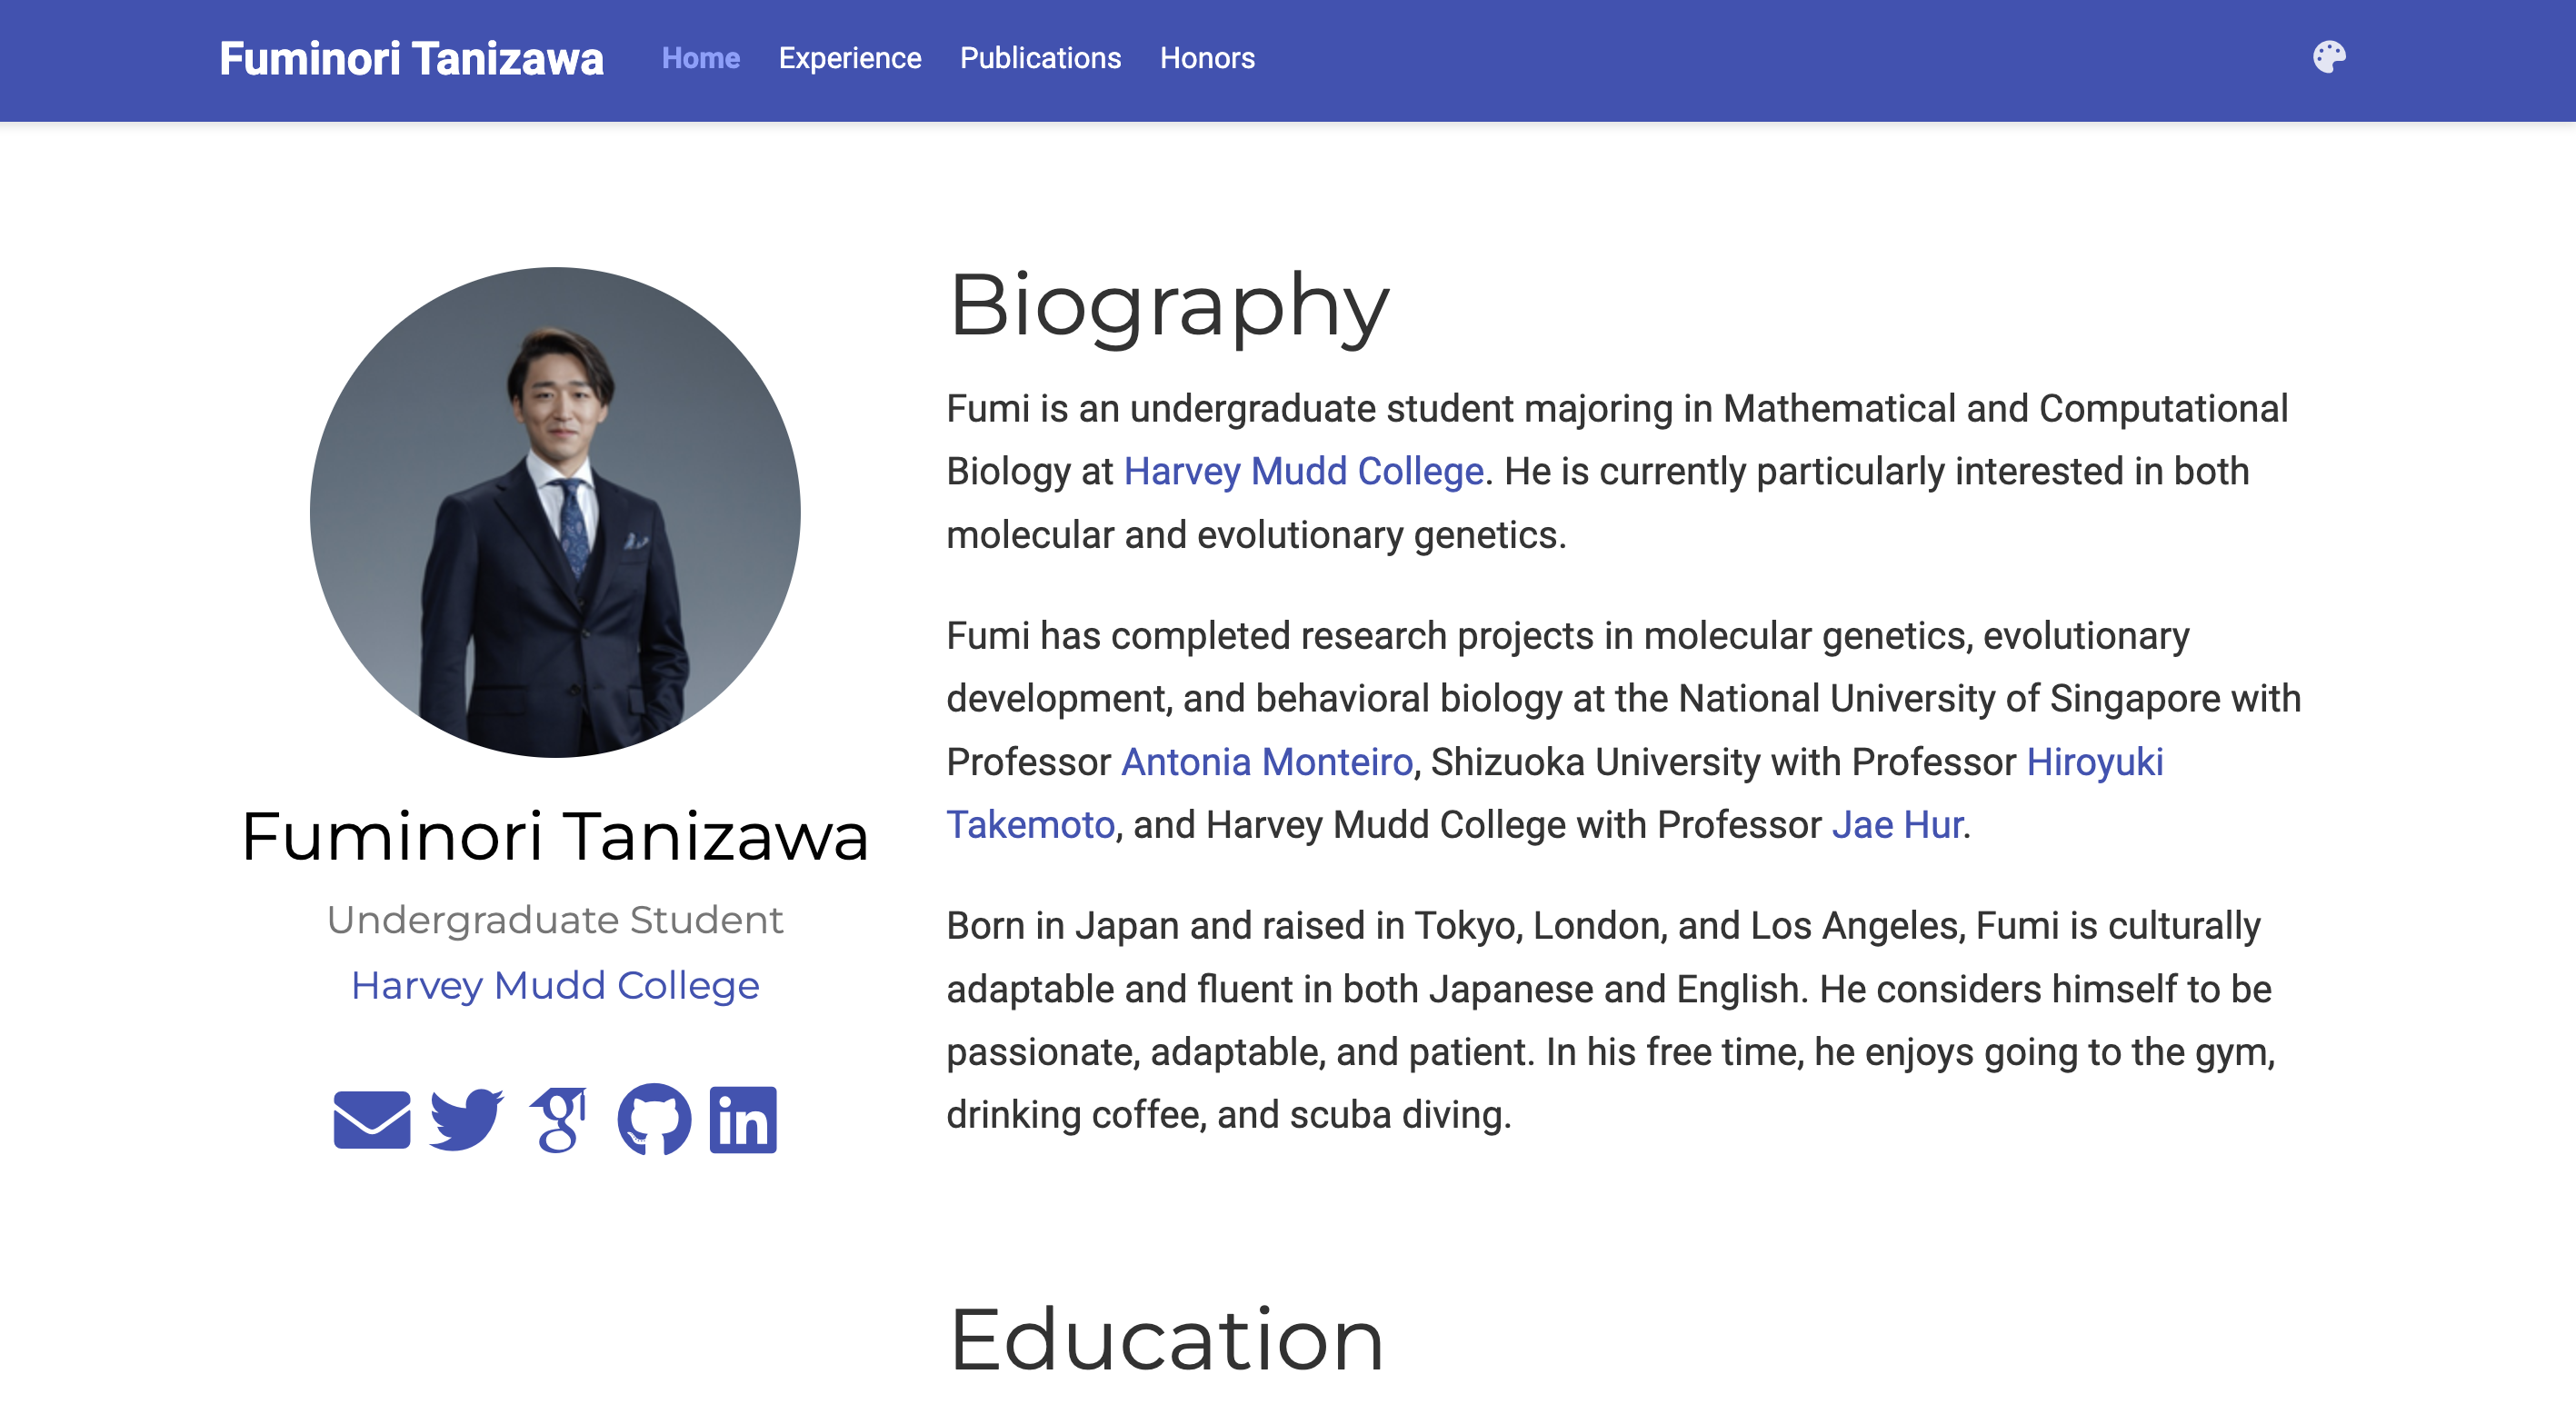 Fuminori Tanizawa Home Experience Publications Honors
Fuminori Tanizawa
Undergraduate Student
Harvey Mudd College
Biography
Fumi is an undergraduate student majoring in Mathematical and Computational
Biology at Harvey Mudd College. He is currently particularly interested in both
molecular and evolutionary genetics.
Fumi has completed research projects in molecular genetics, evolutionary
development, and behavioral biology at the National University of Singapore with
Professor Antonia Monteiro, Shizuoka University with Professor Hiroyuki
Takemoto, and Harvey Mudd College with Professor Jae Hur.
Born in Japan and raised in Tokyo, London, and Los Angeles, Fumi is culturally
adaptable and fluent in both Japanese and English. He considers himself to be
passionate, adaptable, and patient. In his free time, he enjoys going to the gym,
drinking coffee, and scuba diving.
Education